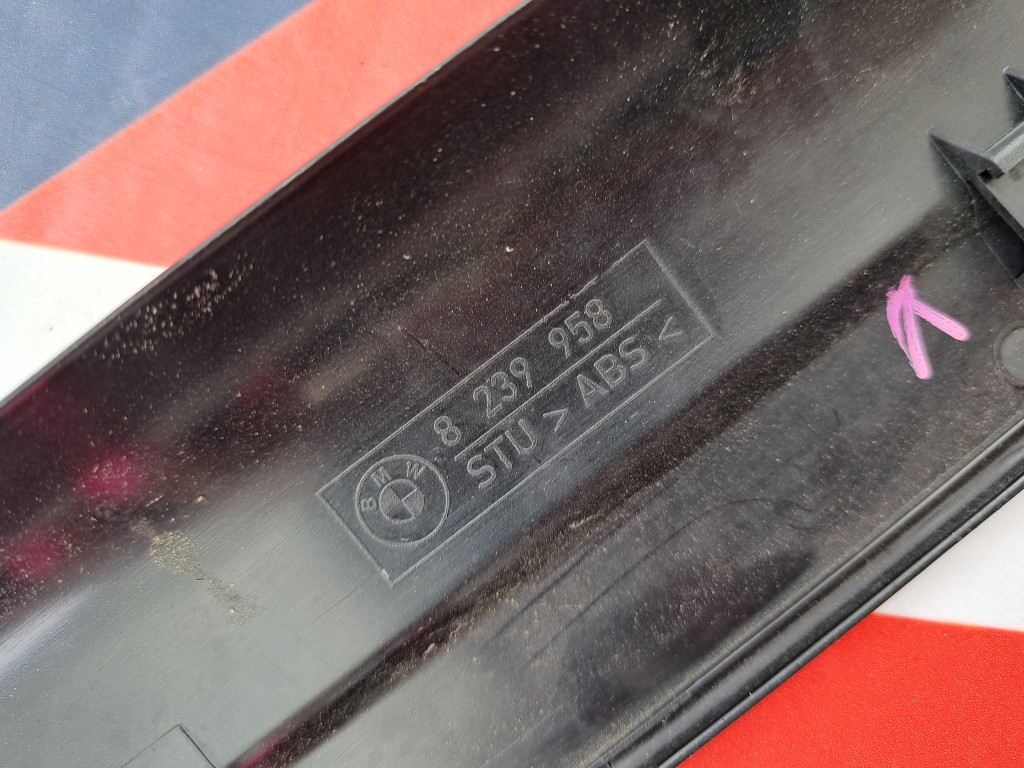 BMW
8 239 958
STU > ABS <